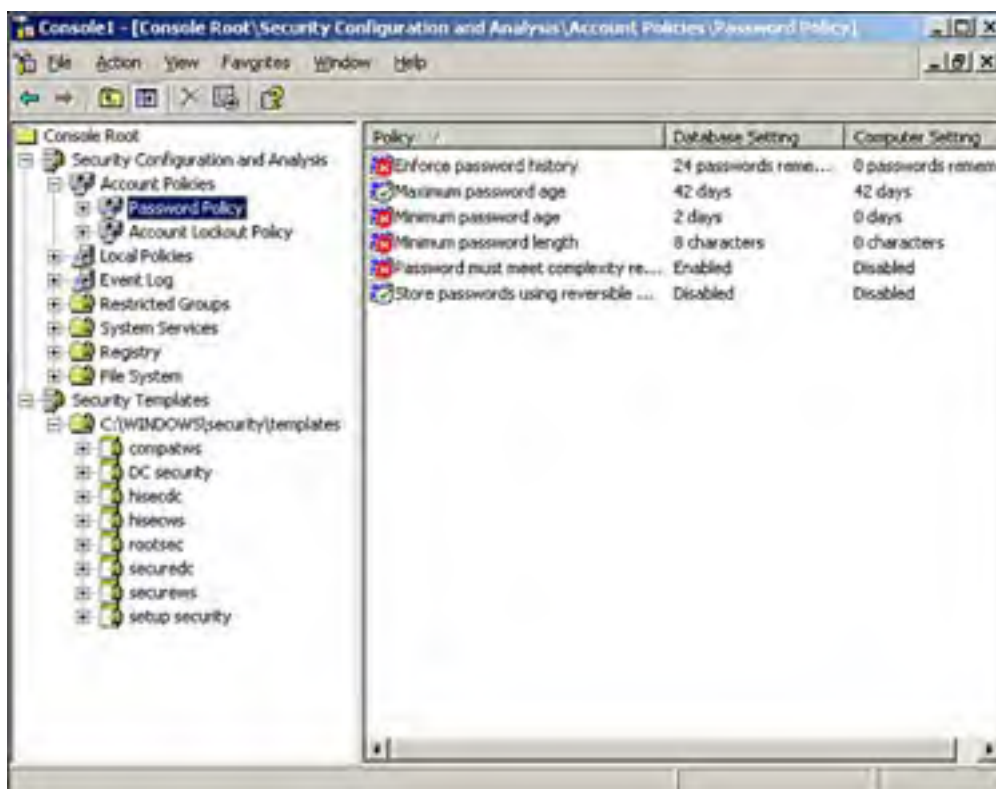 Console1 - [Console Root\Security Configuration and Analysis\Account Policies\Password Policy]
File Action View Favorites Window Help
Console Root
Security Configuration and Analysis
Account Policies
Password Policy
Account Lockout Policy
Local Policies
Event Log
Restricted Groups
System Services
Registry
File System
Security Templates
C:\WINDOWS\security\templates
compatws
DC security
hisecdc
hisecws
rootsec
securedc
securews
setup security
Policy Database Setting Computer Setting
Enforce password history 24 passwords reme... 0 passwords remem
Maximum password age 42 days 42 days
Minimum password age 2 days 0 days
Minimum password length 8 characters 0 characters
Password must meet complexity re... Enabled Disabled
Store passwords using reversible ... Disabled Disabled